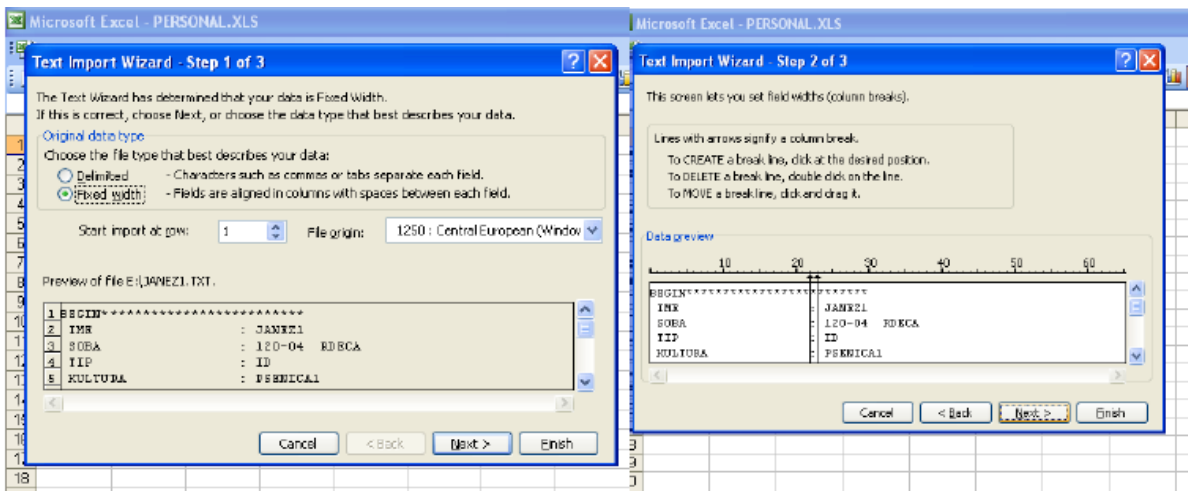 Microsoft Excel - PERSONAL.XLS
Text Import Wizard - Step 1 of 3
The Text Wizard has determined that your data is Fixed Width.
If this is correct, choose Next, or choose the data type that best describes your data.
Original data type
Choose the file type that best describes your data:
Delimited - Characters such as commas or tabs separate each field.
Fixed width - Fields are aligned in columns with spaces between each field.
Start import at row: 1 File origin: 1250 : Central European (Window
Preview of file E:\JANEZ1.TXT.
1 BEGIN*************************
2 IME : JANEZ1
3 SOBA : 120-04 RDECA
4 TIP : ID
5 KULTURA : PSENICA1
Cancel < Back Next > Finish
18
Microsoft Excel - PERSONAL.XLS
Text Import Wizard - Step 2 of 3
This screen lets you set field widths (column breaks).
Lines with arrows signify a column break.
To CREATE a break line, click at the desired position.
To DELETE a break line, double click on the line.
To MOVE a break line, click and drag it.
Data preview
10 20 30 40 50 60
BEGIN*************************
IME : JANEZ1
SOBA : 120-04 RDECA
TIP : ID
KULTURA : PSENICA1
Cancel < Back Next > Finish